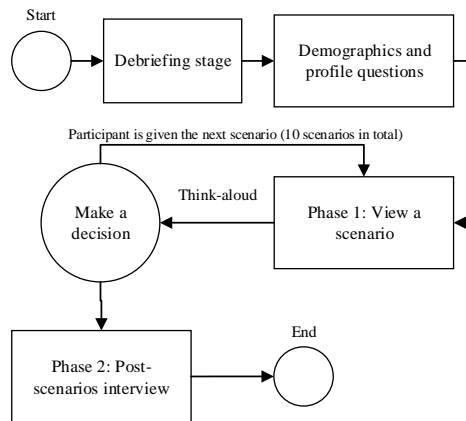 Start
Debriefing stage
Demographics and
profile questions
Participant is given the next scenario (10 scenarios in total)
Think-aloud
Make a
decision
Phase 1: View a
scenario
Phase 2: Post-
scenarios interview
End